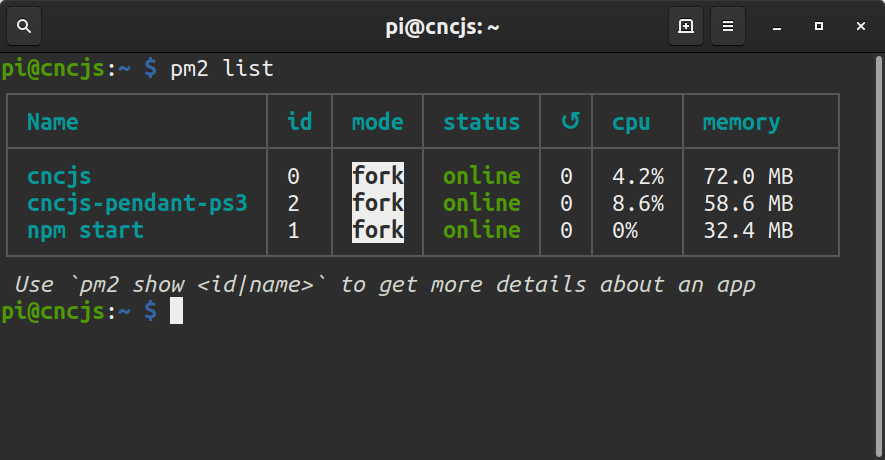 pi@cncjs:~
pi@cncjs:~ $ pm2 list
Name id mode status ↺ cpu memory
cncjs 0 fork online 0 4.2% 72.0 MB
cncjs-pendant-ps3 2 fork online 0 8.6% 58.6 MB
npm start 1 fork online 0 0% 32.4 MB
Use `pm2 show <id|name>` to get more details about an app
pi@cncjs:~ $